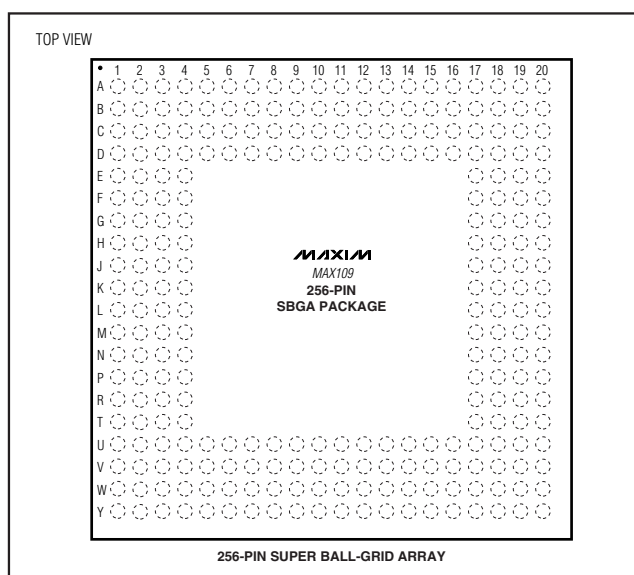 TOP VIEW
1 2 3 4 5 6 7 8 9 10 11 12 13 14 15 16 17 18 19 20
A
B
C
D
E
F
G
H
J
K
L
M
N
P
R
T
U
V
W
Y
MAXIM
MAX109
256-PIN
SBGA PACKAGE
256-PIN SUPER BALL-GRID ARRAY